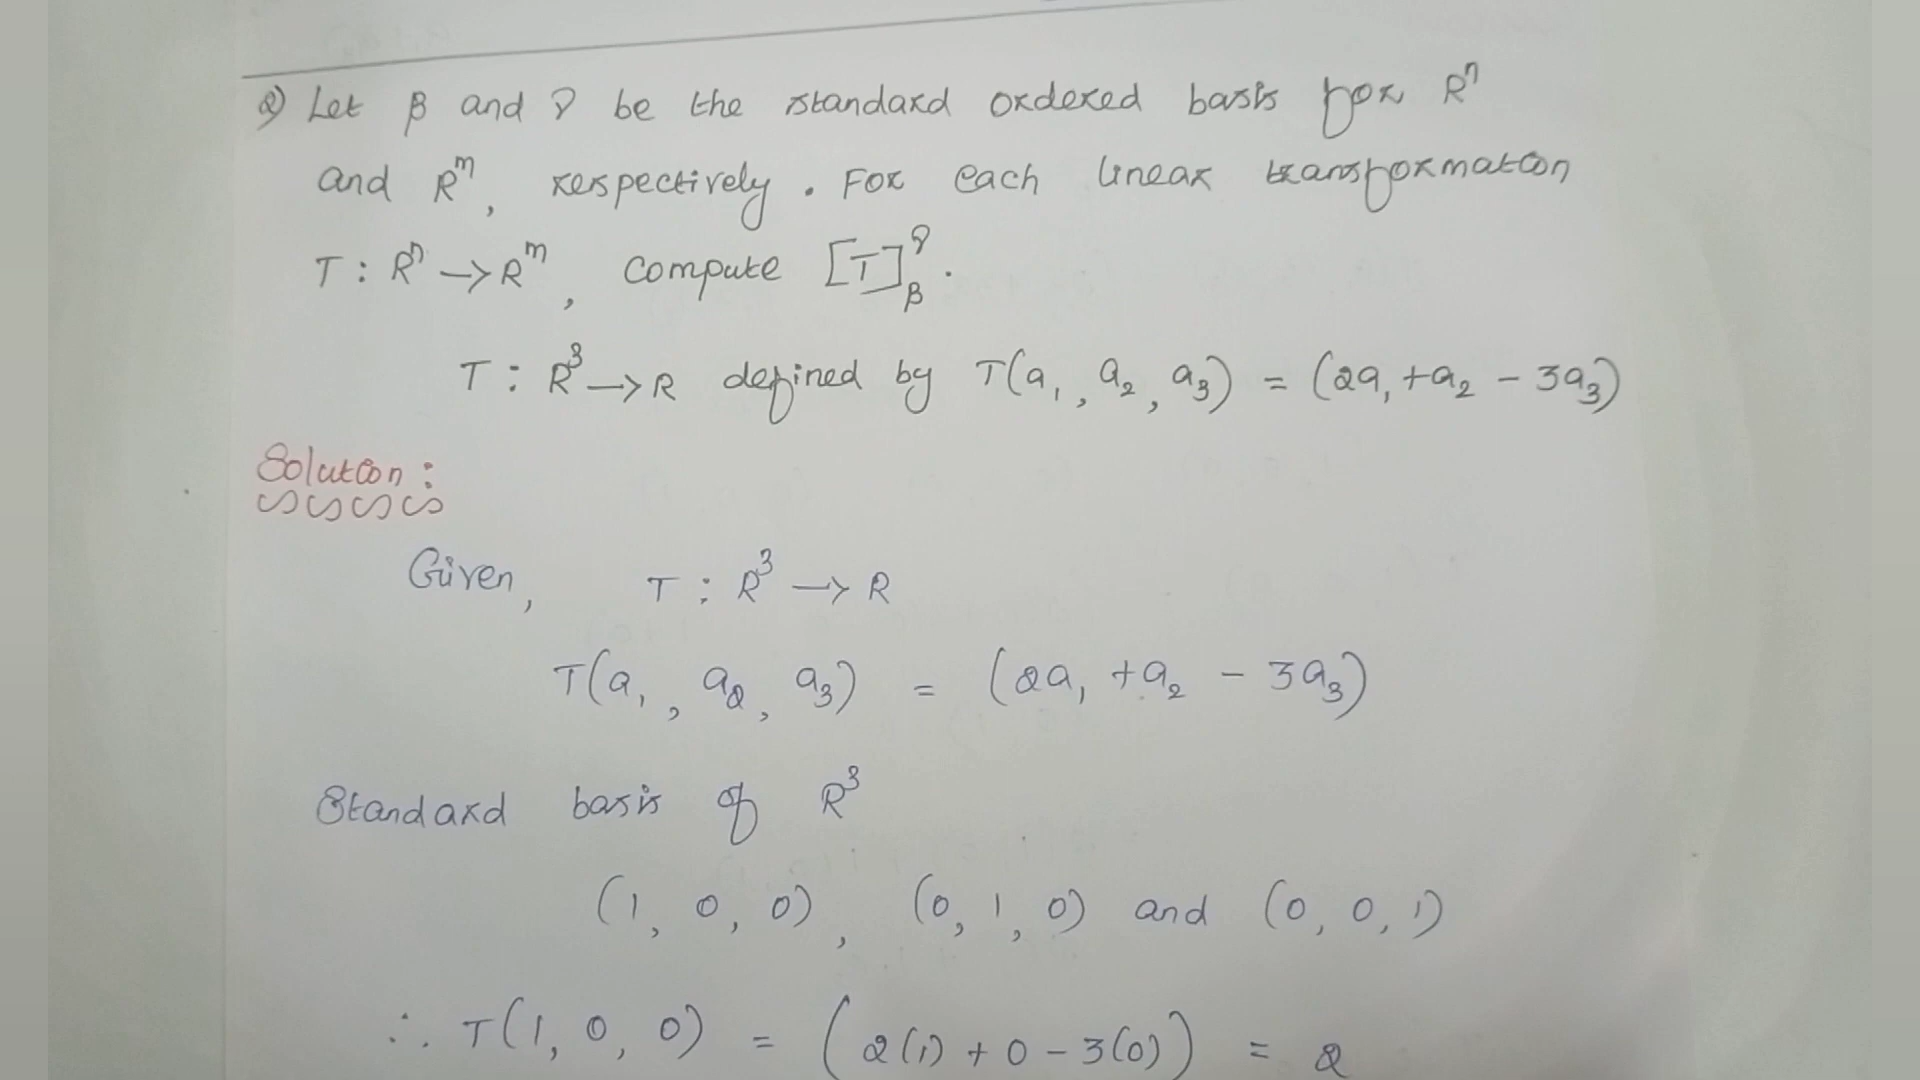 Q) Let β and γ be the standard ordered basis for Rⁿ
and Rᵐ, respectively. For each linear transformation
T : Rⁿ → Rᵐ, compute [T]ᵞᵦ.
T : R³ → R defined by T(a₁, a₂, a₃) = (2a₁ + a₂ - 3a₃)
Solution:
Given, T : R³ → R
T(a₁, a₂, a₃) = (2a₁ + a₂ - 3a₃)
Standard basis of R³
(1, 0, 0), (0, 1, 0) and (0, 0, 1)
∴ T(1, 0, 0) = (2(1) + 0 - 3(0)) = 2